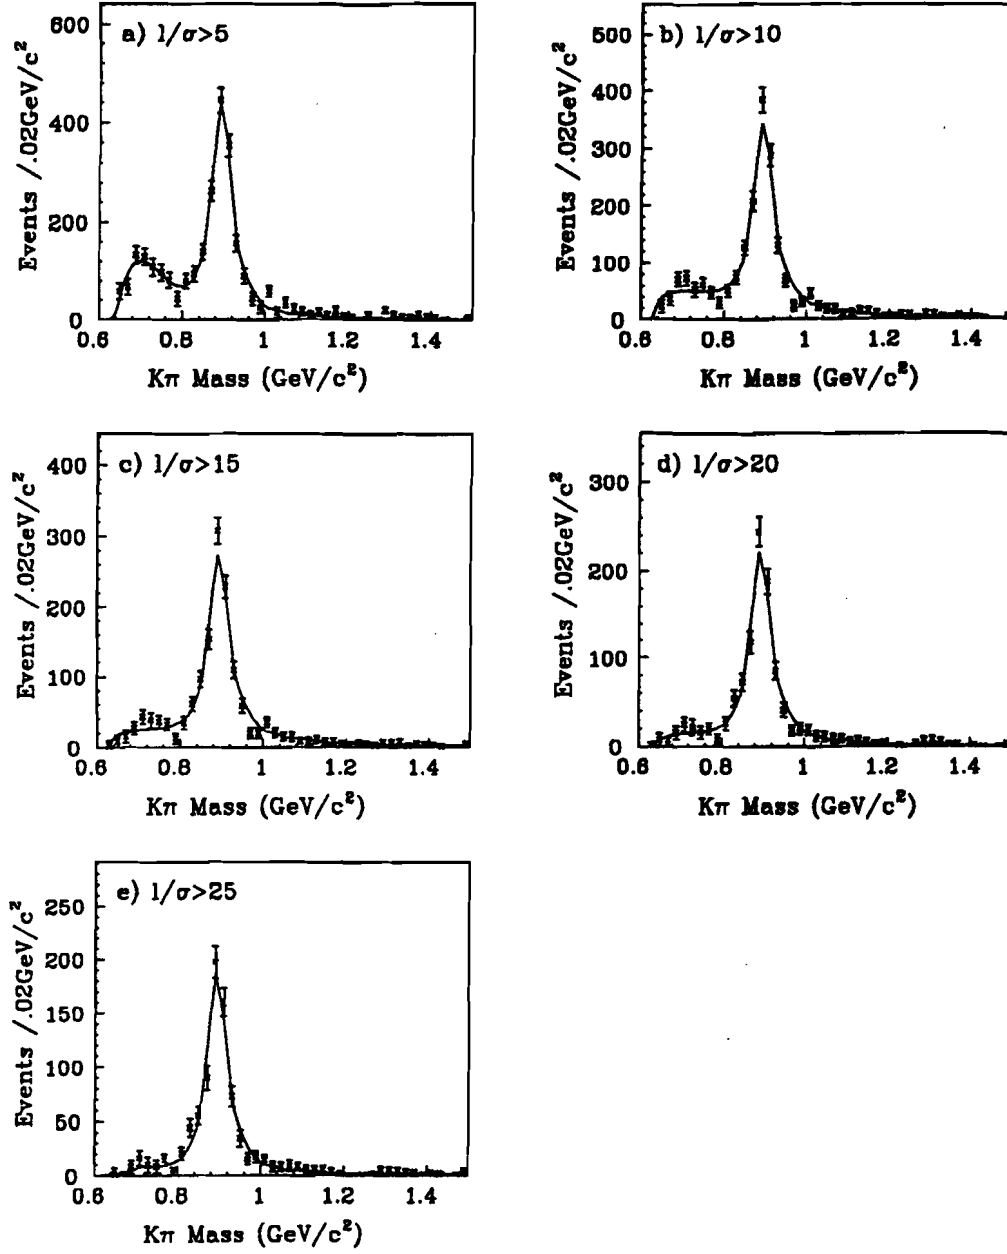 a) l/σ>5
600
400
200
0
Events /.02GeV/c²
0.6 0.8 1 1.2 1.4
Kπ Mass (GeV/c²)
b) l/σ>10
500
400
300
200
100
0
Events /.02GeV/c²
0.6 0.8 1 1.2 1.4
Kπ Mass (GeV/c²)
c) l/σ>15
400
300
200
100
0
Events /.02GeV/c²
0.6 0.8 1 1.2 1.4
Kπ Mass (GeV/c²)
d) l/σ>20
300
200
100
0
Events /.02GeV/c²
0.6 0.8 1 1.2 1.4
Kπ Mass (GeV/c²)
e) l/σ>25
250
200
150
100
50
0
Events /.02GeV/c²
0.6 0.8 1 1.2 1.4
Kπ Mass (GeV/c²)